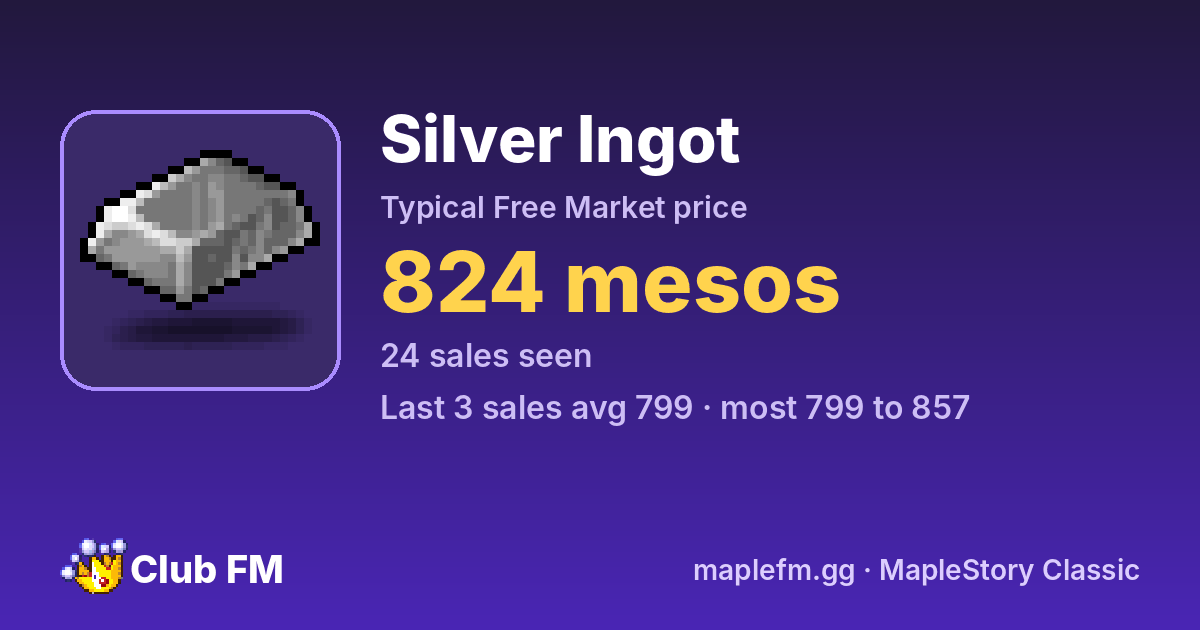 Silver Ingot
Typical Free Market price
824 mesos
24 sales seen
Last 3 sales avg 799 · most 799 to 857
Club FM
maplefm.gg · MapleStory Classic